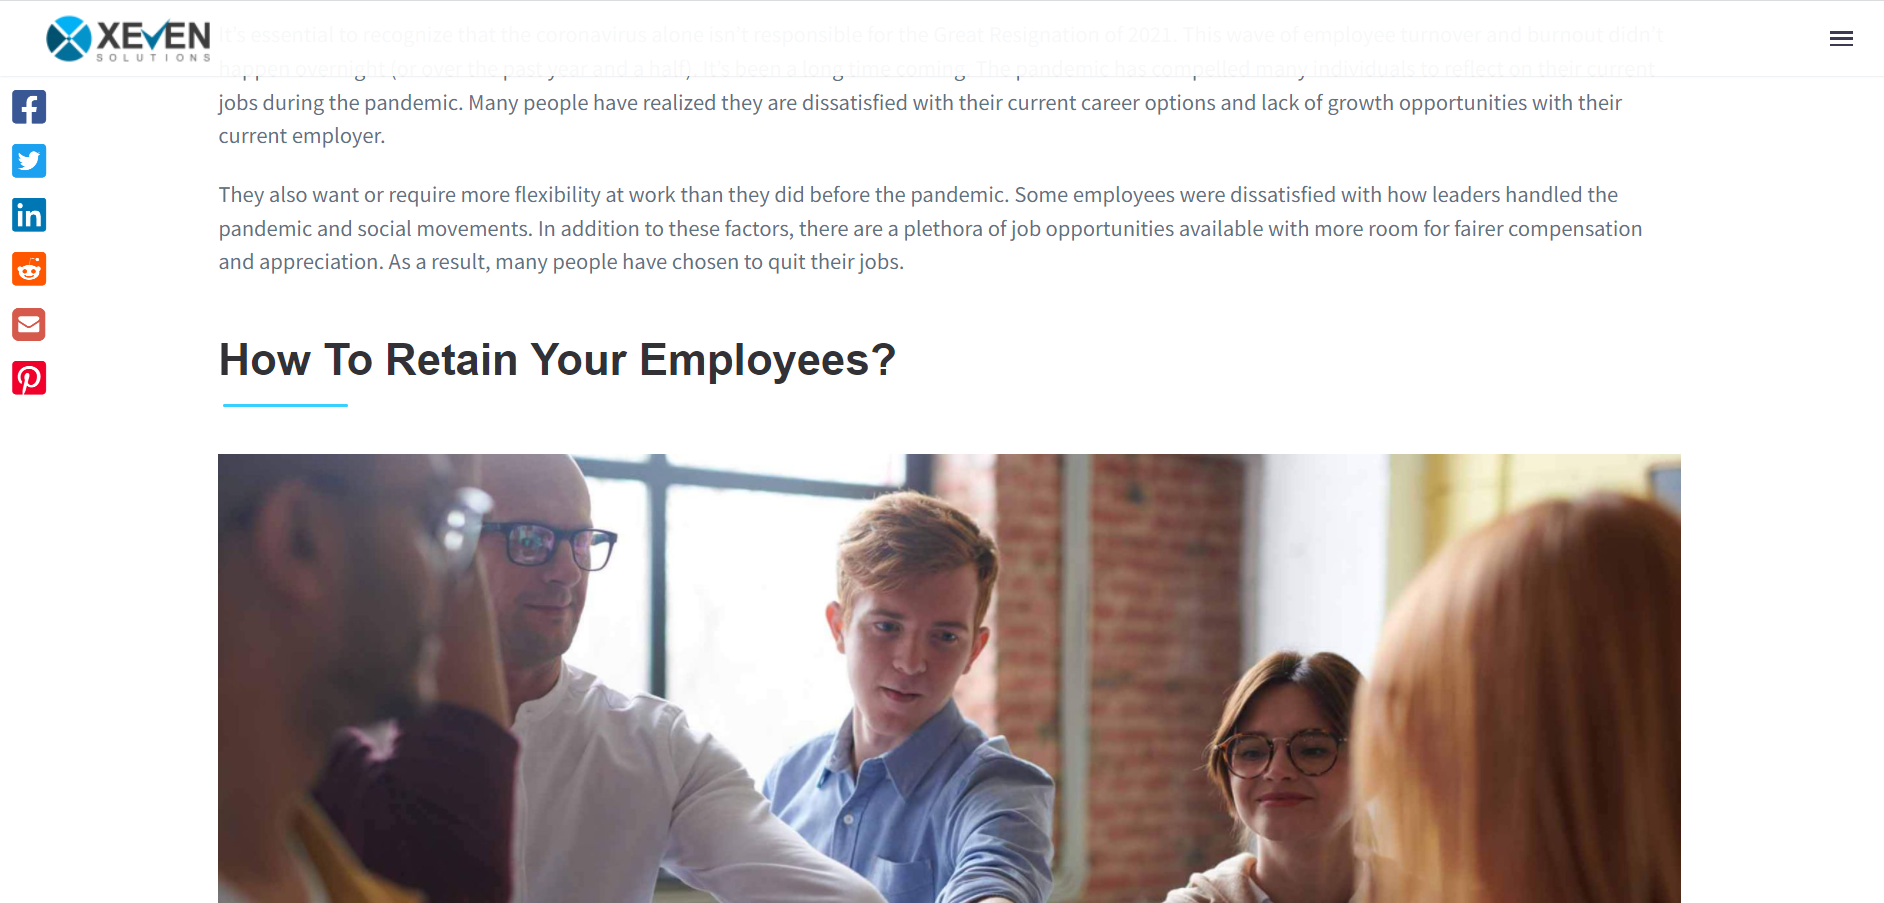 XEVEN
SOLUTIONS
It's essential to recognize that the coronavirus alone isn't responsible for the Great Resignation of 2021. This wave of employee turnover and burnout didn't
happen overnight (or over the past year and a half). It's been a long time coming. The pandemic has compelled many individuals to reflect on their current
jobs during the pandemic. Many people have realized they are dissatisfied with their current career options and lack of growth opportunities with their
current employer.
They also want or require more flexibility at work than they did before the pandemic. Some employees were dissatisfied with how leaders handled the
pandemic and social movements. In addition to these factors, there are a plethora of job opportunities available with more room for fairer compensation
and appreciation. As a result, many people have chosen to quit their jobs.
How To Retain Your Employees?